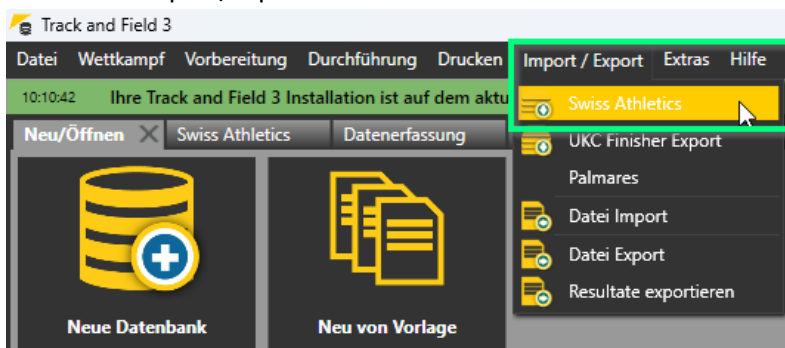 Track and Field 3
Datei Wettkampf Vorbereitung Durchführung Drucken Import / Export Extras Hilfe
10:10:42 Ihre Track and Field 3 Installation ist auf dem aktu
Swiss Athletics
Neu/Öffnen Swiss Athletics Datenerfassung
UKC Finisher Export
Palmares
Datei Import
Datei Export
Resultate exportieren
Neue Datenbank Neu von Vorlage